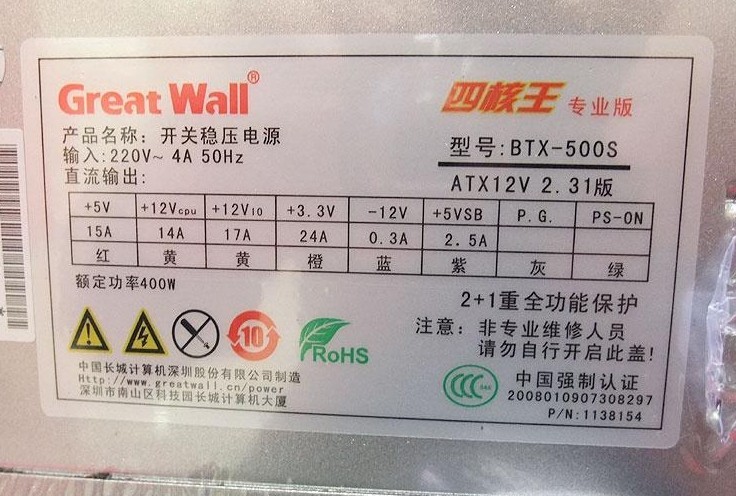 Great Wall®
四核王 专业版
产品名称：开关稳压电源
型号:BTX-500S
输入:220V~ 4A 50Hz
ATX12V 2.31版
直流输出:
+5V +12Vcpu +12VIO +3.3V -12V +5VSB P.G. PS-ON
15A 14A 17A 24A 0.3A 2.5A
红 黄 黄 橙 蓝 紫 灰 绿
额定功率400W
2+1重全功能保护
注意：非专业维修人员
请勿自行开启此盖!
10
RoHS
中国长城计算机深圳股份有限公司制造
Http://www.greatwall.cn/power
深圳市南山区科技园长城计算机大厦
CCC
中国强制认证
2008010907308297
P/N:1138154